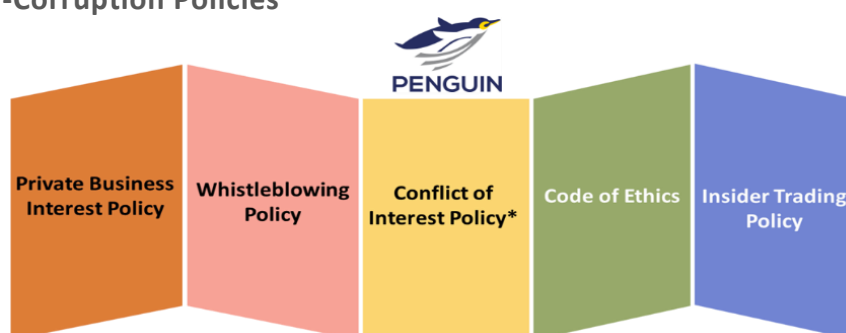 -Corruption Policies
PENGUIN
Private Business
Interest Policy
Whistleblowing
Policy
Conflict of
Interest Policy*
Code of Ethics
Insider Trading
Policy